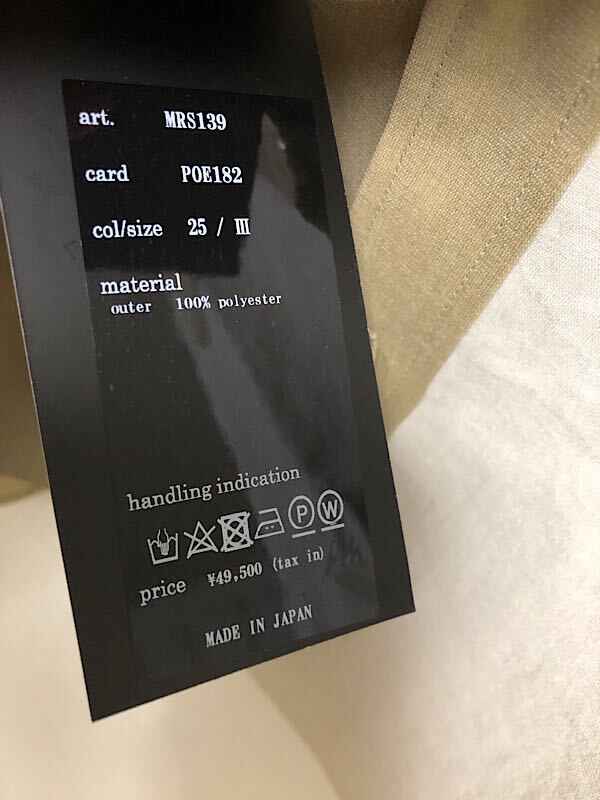 art. MRS139
card POE182
col/size 25 / Ⅲ
material
outer 100% polyester
handling indication
P W
price ¥49,500 (tax in)
MADE IN JAPAN